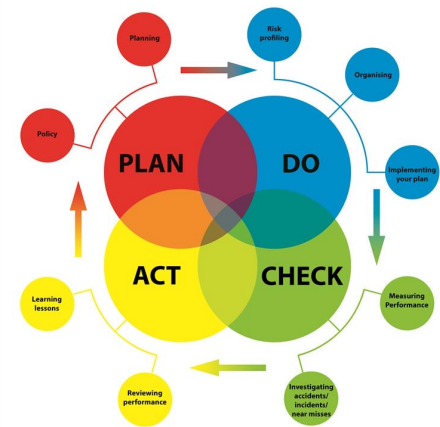 Planning
Risk
profiling
Organising
Policy
PLAN
DO
Implementing
your plan
ACT
CHECK
Learning
lessons
Measuring
Performance
Reviewing
performance
Investigating
accidents/
incidents/
near misses